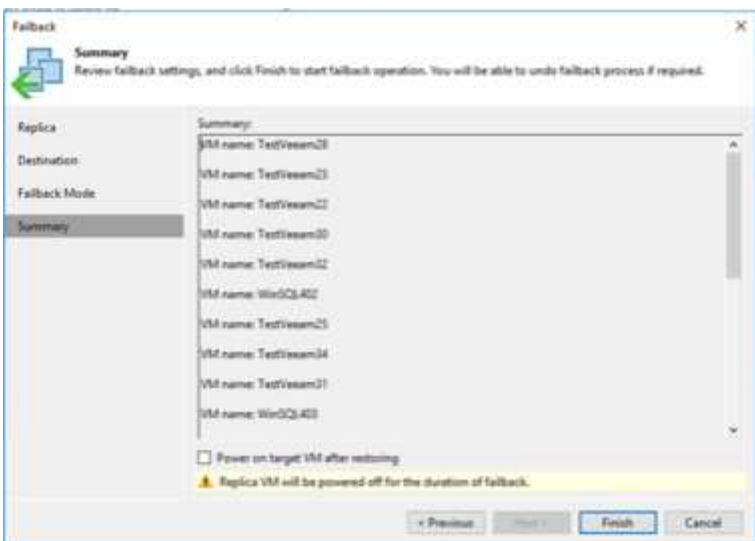 Failback
Summary
Review failback settings, and click Finish to start failback operation. You will be able to undo failback process if required.
Replica
Destination
Failback Mode
Summary
Summary:
VM name: TestVeeam28
VM name: TestVeeam23
VM name: TestVeeam22
VM name: TestVeeam30
VM name: TestVeeam32
VM name: WinSQL402
VM name: TestVeeam25
VM name: TestVeeam34
VM name: TestVeeam31
VM name: WinSQL403
Power on target VM after restoring
Replica VM will be powered off for the duration of failback.
< Previous
Next >
Finish
Cancel